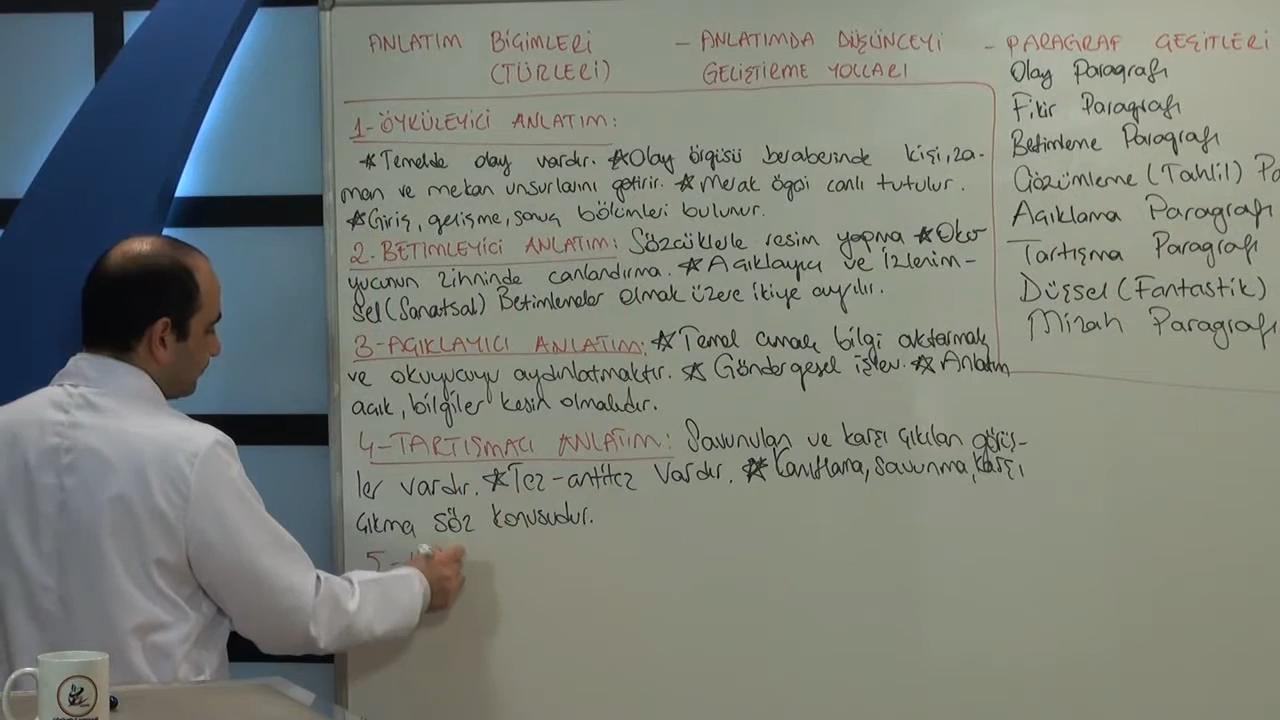 ANLATIM BİÇİMLERİ
(TÜRLERİ)
- ANLATIMDA DÜŞÜNCEYİ
GELİŞTİRME YOLLARI
- PARAGRAF ÇEŞİTLERİ
Olay Paragrafı
Fikir Paragrafı
Betimleme Paragrafı
Çözümleme (Tahlil) Pa
Açıklama Paragrafı
Tartışma Paragrafı
Düşsel (Fantastik)
Mizah Paragrafı
1-ÖYKÜLEYİCİ ANLATIM:
★Temelde olay vardır. ★Olay örgüsü beraberinde kişi, za-
man ve mekan unsurlarını getirir. ★merak ögesi canlı tutulur.
★Giriş, gelişme, sonuç bölümleri bulunur.
2. BETİMLEYİCİ ANLATIM: Sözcüklerle resim yapma ★Oku
yucunun zihninde canlandırma. ★Açıklayıcı ve İzlenim-
sel (Sanatsal) Betimlemeler olmak üzere ikiye ayrılır.
3-AÇIKLAYICI ANLATIM: ★Temel amaç bilgi aktarmak
ve okuyucuyu aydınlatmaktır. ★Göndergesel işlev. ★Anlatım
açık, bilgiler kesin olmalıdır.
4-TARTIŞMACI ANLATIM: Savunulan ve karşı çıkılan görüş-
ler vardır. ★Tez-antitez vardır. ★Kanıtlama, savunma, karşı
çıkma söz konusudur.
5-